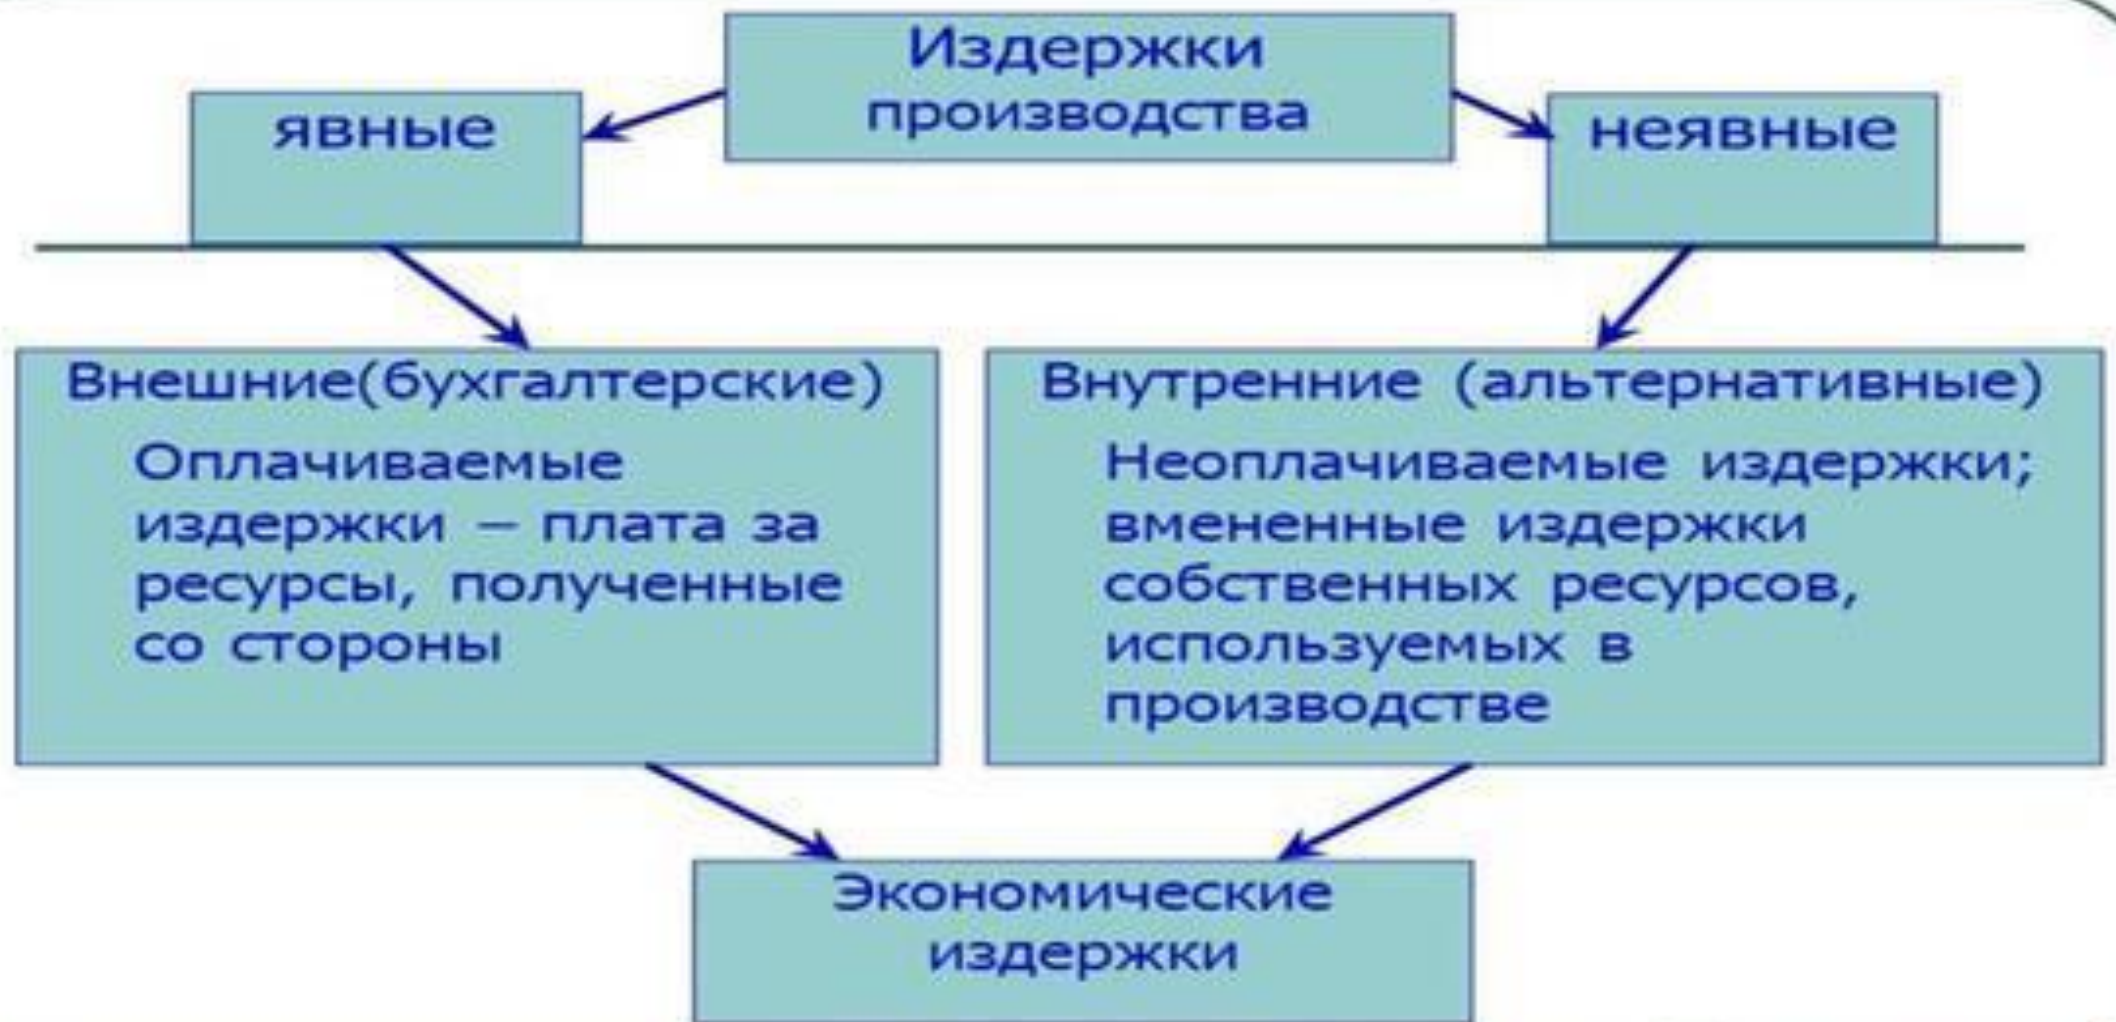 Издержки
производства
явные
неявные
Внешние(бухгалтерские)
Оплачиваемые
издержки – плата за
ресурсы, полученные
со стороны
Внутренние (альтернативные)
Неоплачиваемые издержки;
вмененные издержки
собственных ресурсов,
используемых в
производстве
Экономические
издержки